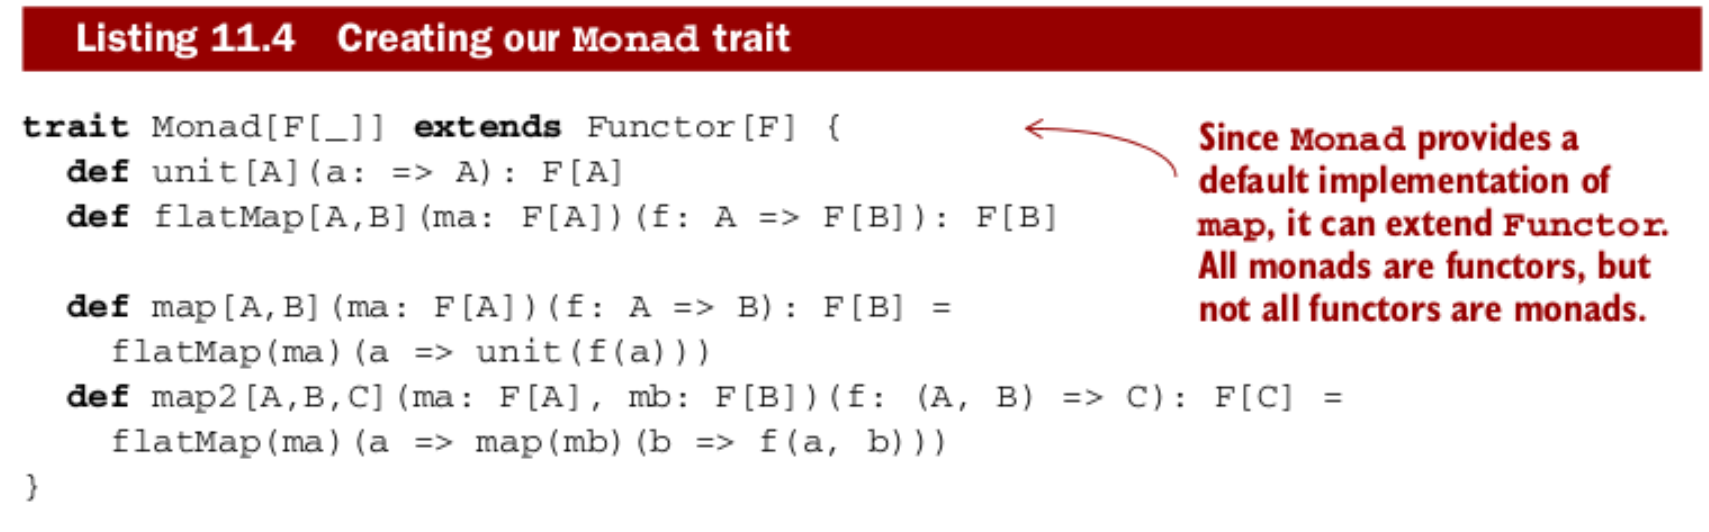 Listing 11.4 Creating our Monad trait
trait Monad[F[_]] extends Functor[F] {
  def unit[A](a: => A): F[A]
  def flatMap[A,B](ma: F[A])(f: A => F[B]): F[B]
  def map[A,B](ma: F[A])(f: A => B): F[B] =
    flatMap(ma)(a => unit(f(a)))
  def map2[A,B,C](ma: F[A], mb: F[B])(f: (A, B) => C): F[C] =
    flatMap(ma)(a => map(mb)(b => f(a, b)))
}
Since Monad provides a
default implementation of
map, it can extend Functor.
All monads are functors, but
not all functors are monads.